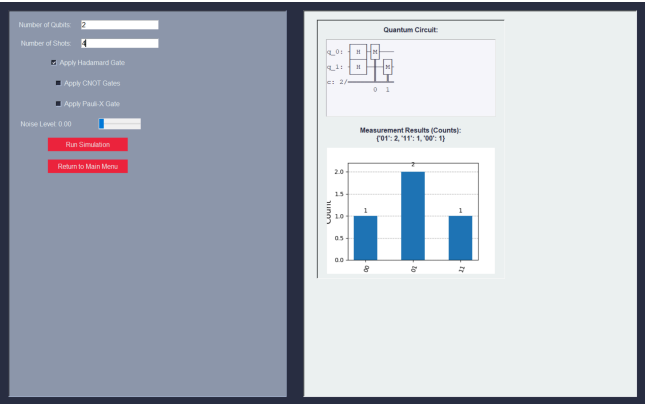 Number of Qubits: 2
Number of Shots: 4
Apply Hadamard Gate
Apply CNOT Gates
Apply Pauli-X Gate
Noise Level: 0.00
Run Simulation
Return to Main Menu
Quantum Circuit:
q_0: H M
q_1: H M
c: 2/
0 1
Measurement Results (Counts):
{'01': 2, '11': 1, '00': 1}
2
2.0
1.5
1 1
1.0
0.5
0.0
Count
00 01 11